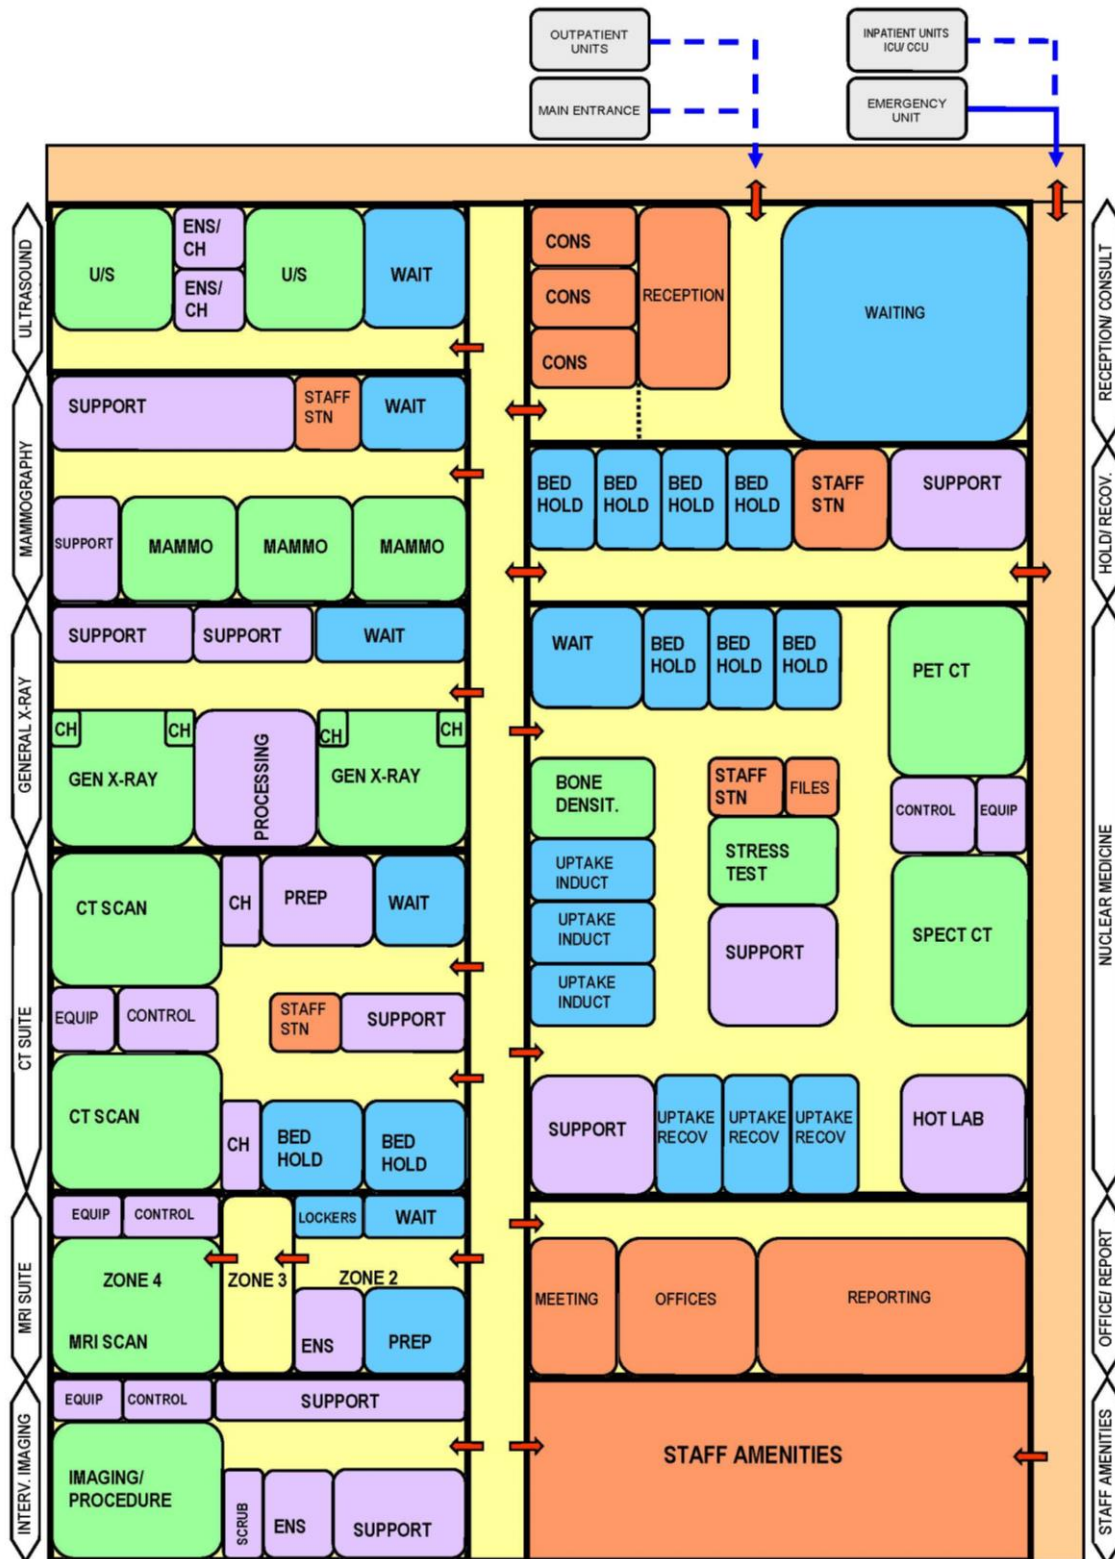 OUTPATIENT
UNITS
MAIN ENTRANCE
INPATIENT UNITS
ICU/ CCU
EMERGENCY
UNIT
ULTRASOUND
U/S
ENS/
CH
ENS/
CH
U/S
WAIT
MAMMOGRAPHY
SUPPORT
STAFF
STN
WAIT
SUPPORT
MAMMO
MAMMO
MAMMO
GENERAL X-RAY
SUPPORT
SUPPORT
WAIT
CH
CH
GEN X-RAY
PROCESSING
CH
CH
GEN X-RAY
CT SUITE
CT SCAN
CH
PREP
WAIT
EQUIP
CONTROL
STAFF
STN
SUPPORT
CT SCAN
CH
BED
HOLD
BED
HOLD
MRI SUITE
EQUIP
CONTROL
LOCKERS
WAIT
ZONE 4
MRI SCAN
ZONE 3
ZONE 2
ENS
PREP
INTERV. IMAGING
EQUIP
CONTROL
SUPPORT
IMAGING/
PROCEDURE
SCRUB
ENS
SUPPORT
CONS
CONS
CONS
RECEPTION
WAITING
RECEPTION/ CONSULT
BED
HOLD
BED
HOLD
BED
HOLD
BED
HOLD
STAFF
STN
SUPPORT
HOLD/ RECOV.
WAIT
BED
HOLD
BED
HOLD
BED
HOLD
PET CT
BONE
DENSIT.
STAFF
STN
FILES
CONTROL
EQUIP
UPTAKE
INDUCT
UPTAKE
INDUCT
UPTAKE
INDUCT
STRESS
TEST
SUPPORT
SPECT CT
SUPPORT
UPTAKE
RECOV
UPTAKE
RECOV
UPTAKE
RECOV
HOT LAB
NUCLEAR MEDICINE
MEETING
OFFICES
REPORTING
OFFICE/ REPORT
STAFF AMENITIES
STAFF AMENITIES